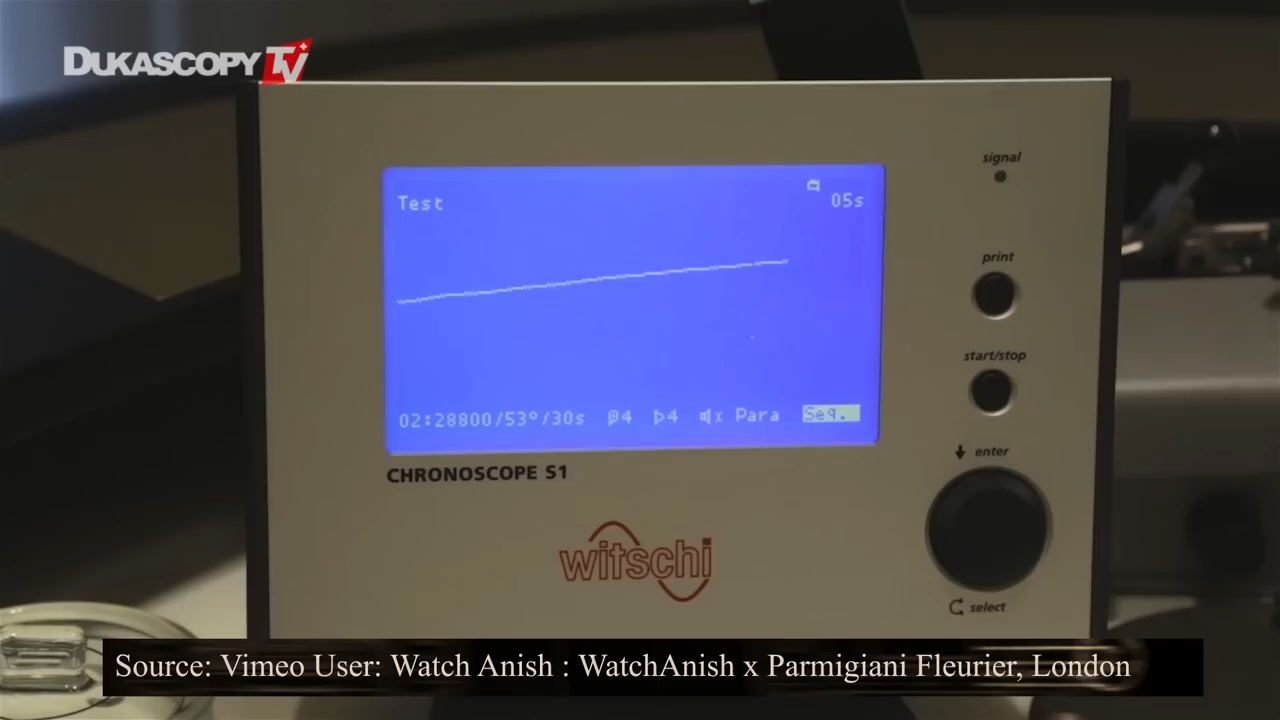 DUKASCOPY TV
signal
Test
05s
print
start/stop
02:28800/53°/30s 4 4 x Para Seq.
enter
CHRONOSCOPE S1
witschi
select
Source: Vimeo User: Watch Anish : WatchAnish x Parmigiani Fleurier, London